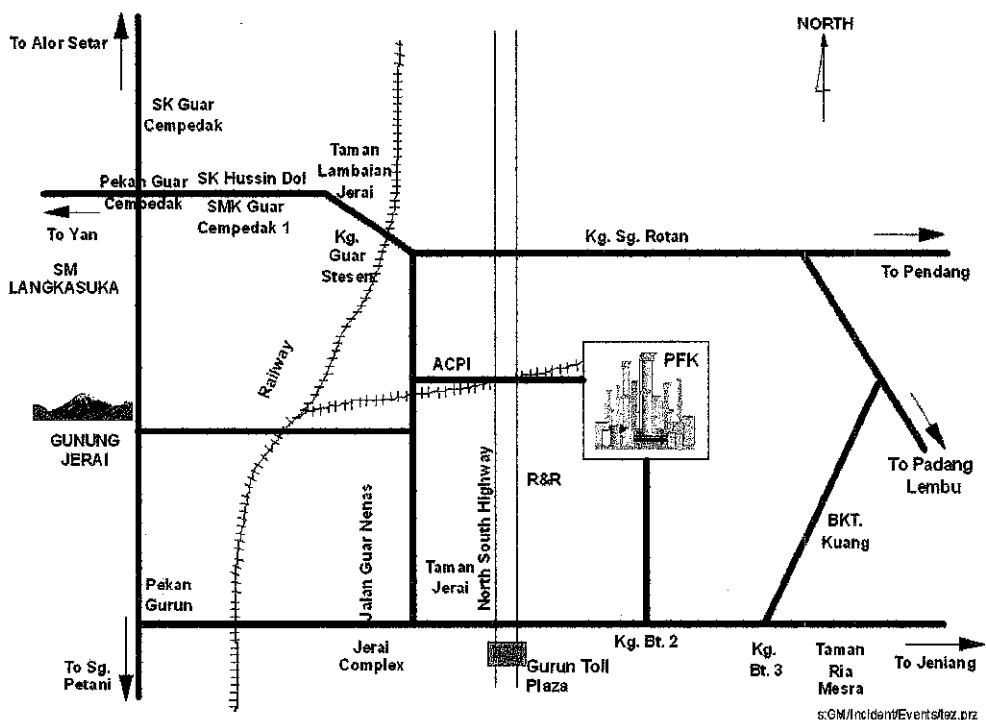 To Alor Setar
NORTH
SK Guar
Cempedak
Taman
Lambaian
Jerai
Pekan Guar
Cempedak
SK Hussin Dol
SMK Guar
Cempedak 1
To Yan
Kg.
Guar
Stesen
Kg. Sg. Rotan
To Pendang
SM
LANGKASUKA
Railway
ACPI
PFK
GUNUNG
JERAI
R&R
To Padang
Lembu
BKT.
Kuang
Jalan Guar Nenas
North South Highway
Taman
Jerai
Pekan
Gurun
Jerai
Complex
Gurun Toll
Plaza
Kg. Bt. 2
Kg.
Bt. 3
Taman
Ria
Mesra
To Jeniang
To Sg.
Petani
s:GM/Incident/Events/tez.prz